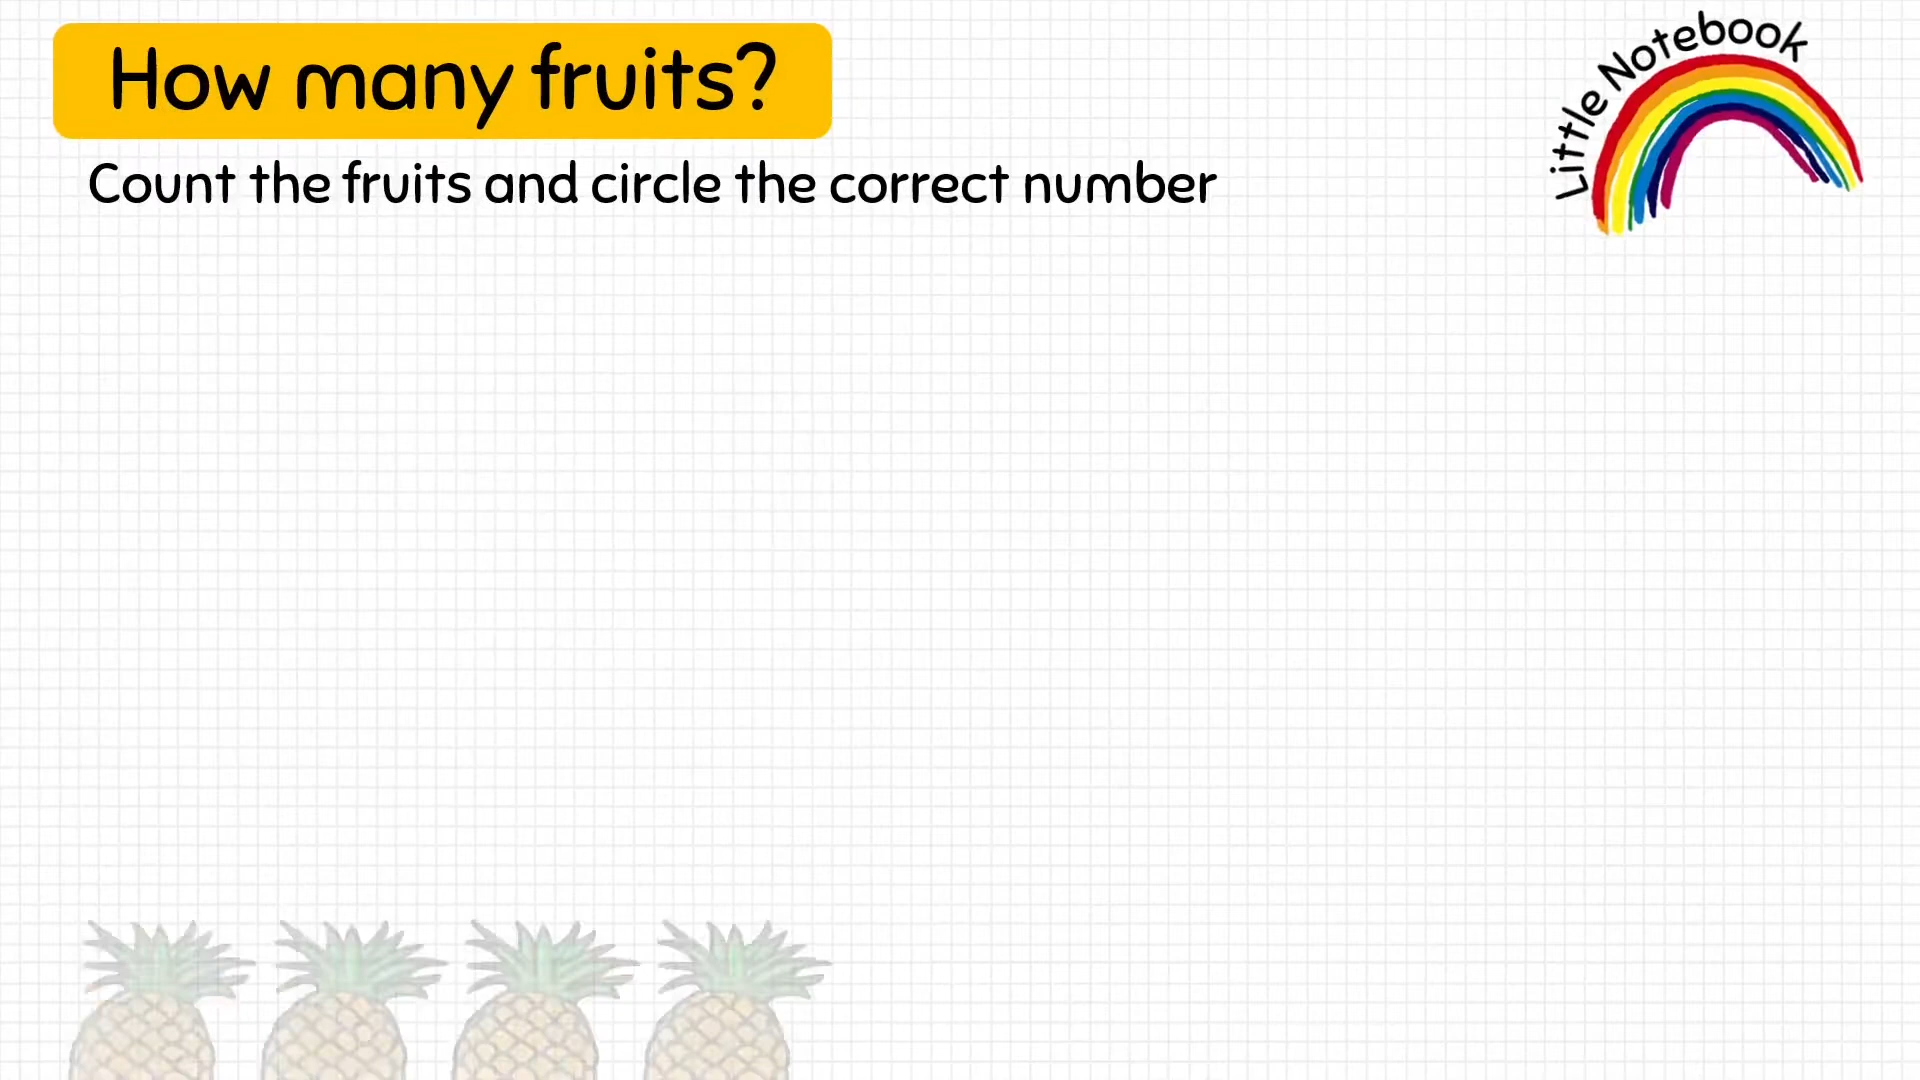 How many fruits?
Count the fruits and circle the correct number
Little Notebook